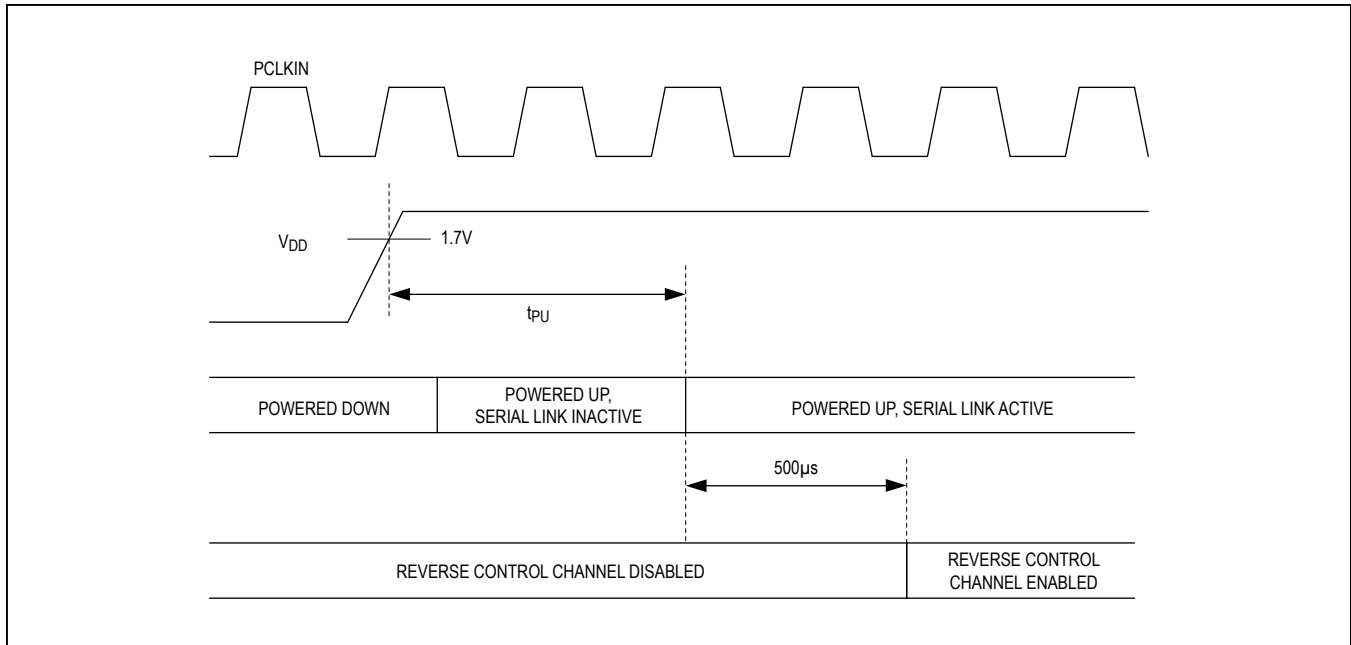 PCLKIN
VDD
1.7V
tPU
POWERED DOWN
POWERED UP,
SERIAL LINK INACTIVE
POWERED UP, SERIAL LINK ACTIVE
500µs
REVERSE CONTROL CHANNEL DISABLED
REVERSE CONTROL
CHANNEL ENABLED